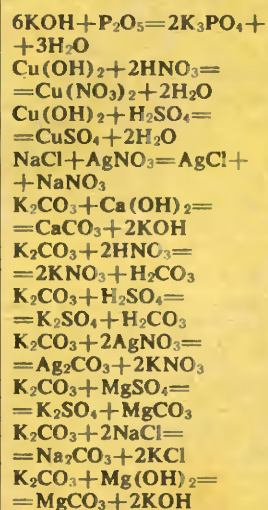 6KOH+P₂O₅=2K₃PO₄+
+3H₂O
Cu(OH)₂+2HNO₃=
=Cu(NO₃)₂+2H₂O
Cu(OH)₂+H₂SO₄=
=CuSO₄+2H₂O
NaCl+AgNO₃=AgCl+
+NaNO₃
K₂CO₃+Ca(OH)₂=
=CaCO₃+2KOH
K₂CO₃+2HNO₃=
=2KNO₃+H₂CO₃
K₂CO₃+H₂SO₄=
=K₂SO₄+H₂CO₃
K₂CO₃+2AgNO₃=
=Ag₂CO₃+2KNO₃
K₂CO₃+MgSO₄=
=K₂SO₄+MgCO₃
K₂CO₃+2NaCl=
=Na₂CO₃+2KCl
K₂CO₃+Mg(OH)₂=
=MgCO₃+2KOH